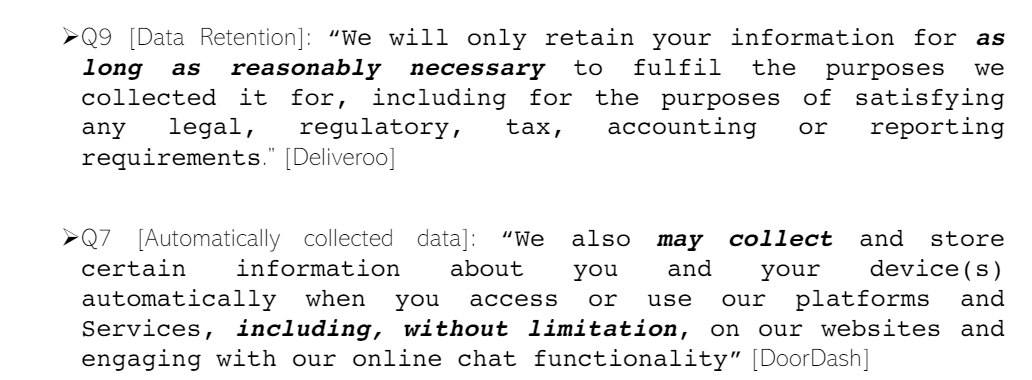 ➤Q9 [Data Retention]: “We will only retain your information for as
long as reasonably necessary to fulfil the purposes we
collected it for, including for the purposes of satisfying
any legal, regulatory, tax, accounting or reporting
requirements.” [Deliveroo]
➤Q7 [Automatically collected data]: “We also may collect and store
certain information about you and your device(s)
automatically when you access or use our platforms and
Services, including, without limitation, on our websites and
engaging with our online chat functionality” [DoorDash]